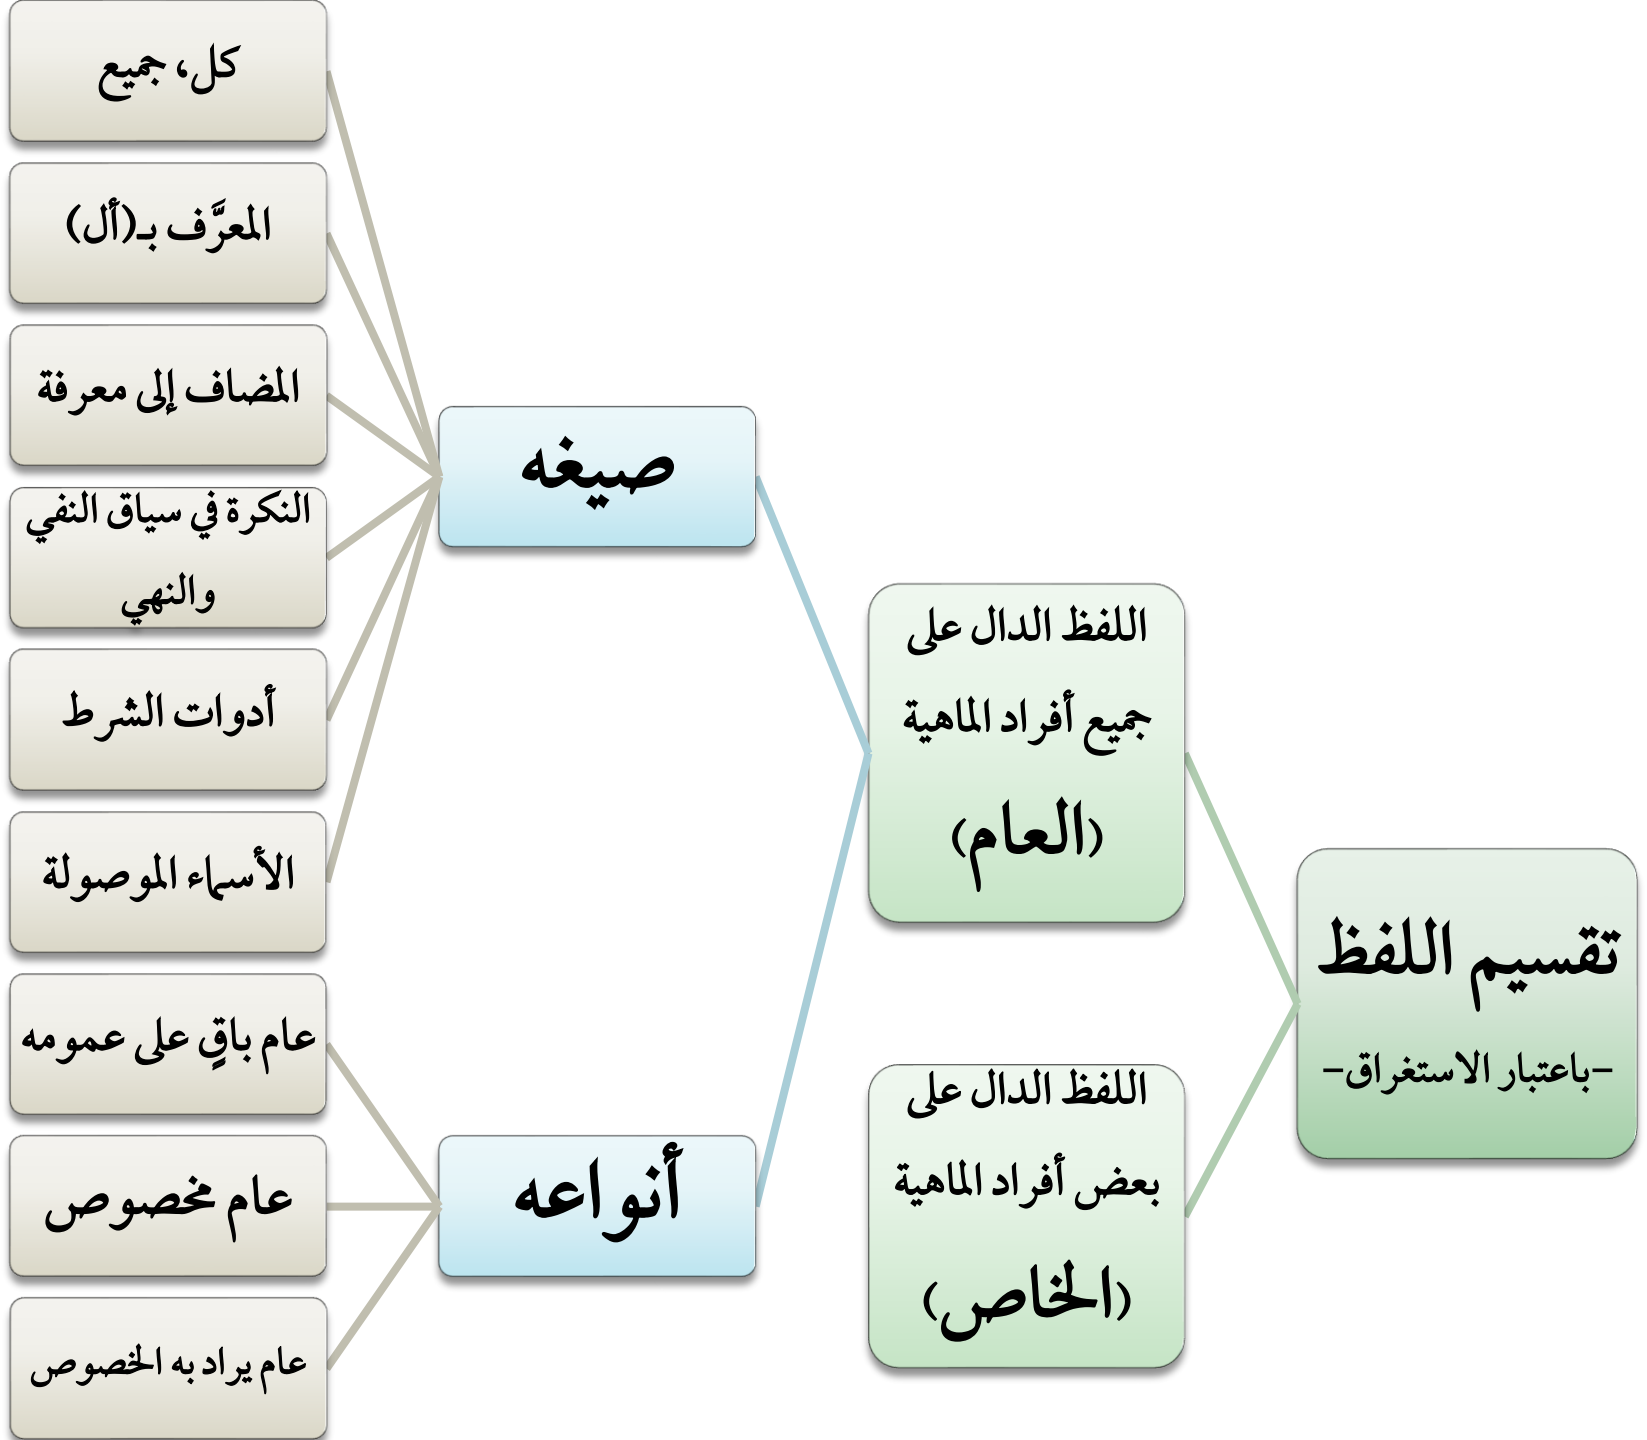 تقسيم اللفظ
-باعتبار الاستغراق-
اللفظ الدال على
جميع أفراد الماهية
(العام)
صيغه
كل، جميع
المعرَّف بـ(أل)
المضاف إلى معرفة
النكرة في سياق النفي
والنهي
أدوات الشرط
الأسماء الموصولة
أنواعه
عام باقٍ على عمومه
عام مخصوص
عام يراد به الخصوص
اللفظ الدال على
بعض أفراد الماهية
(الخاص)